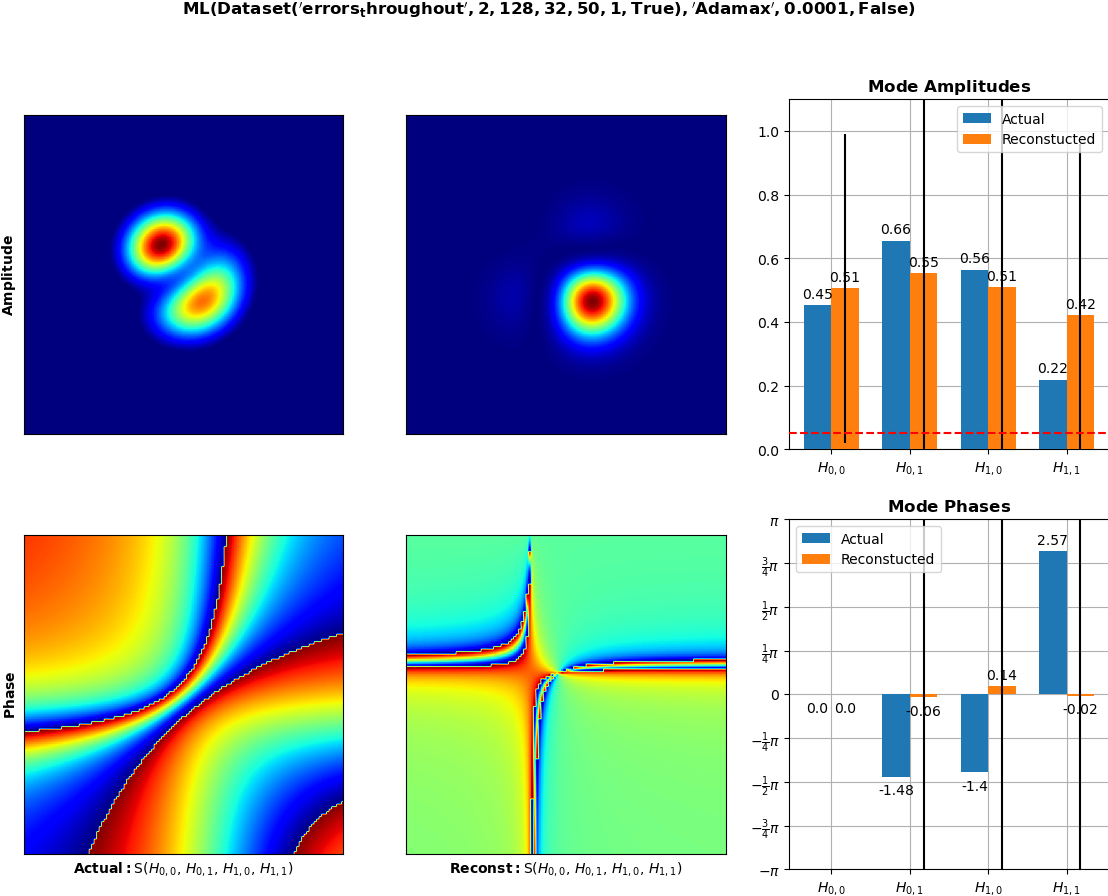 ML(Dataset('errors_throughout', 2, 128, 32, 50, 1, True), 'Adamax', 0.0001, False)
Amplitude
Mode Amplitudes
Actual
Reconstucted
1.0
0.8
0.6
0.4
0.2
0.0
0.45
0.51
0.66
0.55
0.56
0.51
0.22
0.42
H0,0
H0,1
H1,0
H1,1
Phase
Actual: S(H0,0, H0,1, H1,0, H1,1)
Reconst: S(H0,0, H0,1, H1,0, H1,1)
Mode Phases
Actual
Reconstucted
π
3/4π
1/2π
1/4π
0
−1/4π
−1/2π
−3/4π
−π
0.0
0.0
-1.48
-0.06
-1.4
0.14
2.57
-0.02
H0,0
H0,1
H1,0
H1,1